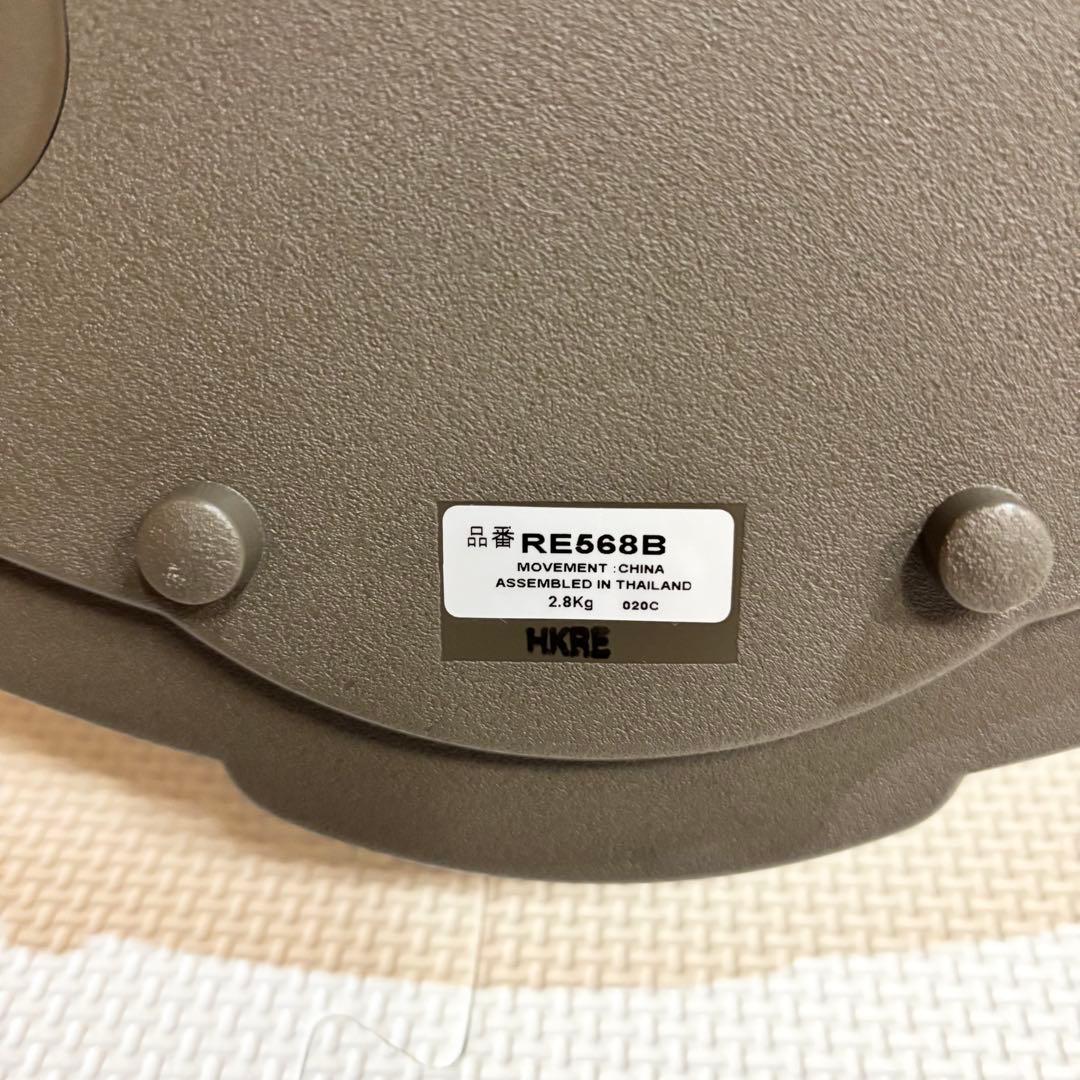 品番 RE568B
MOVEMENT :CHINA
ASSEMBLED IN THAILAND
2.8Kg 020C
HKRE